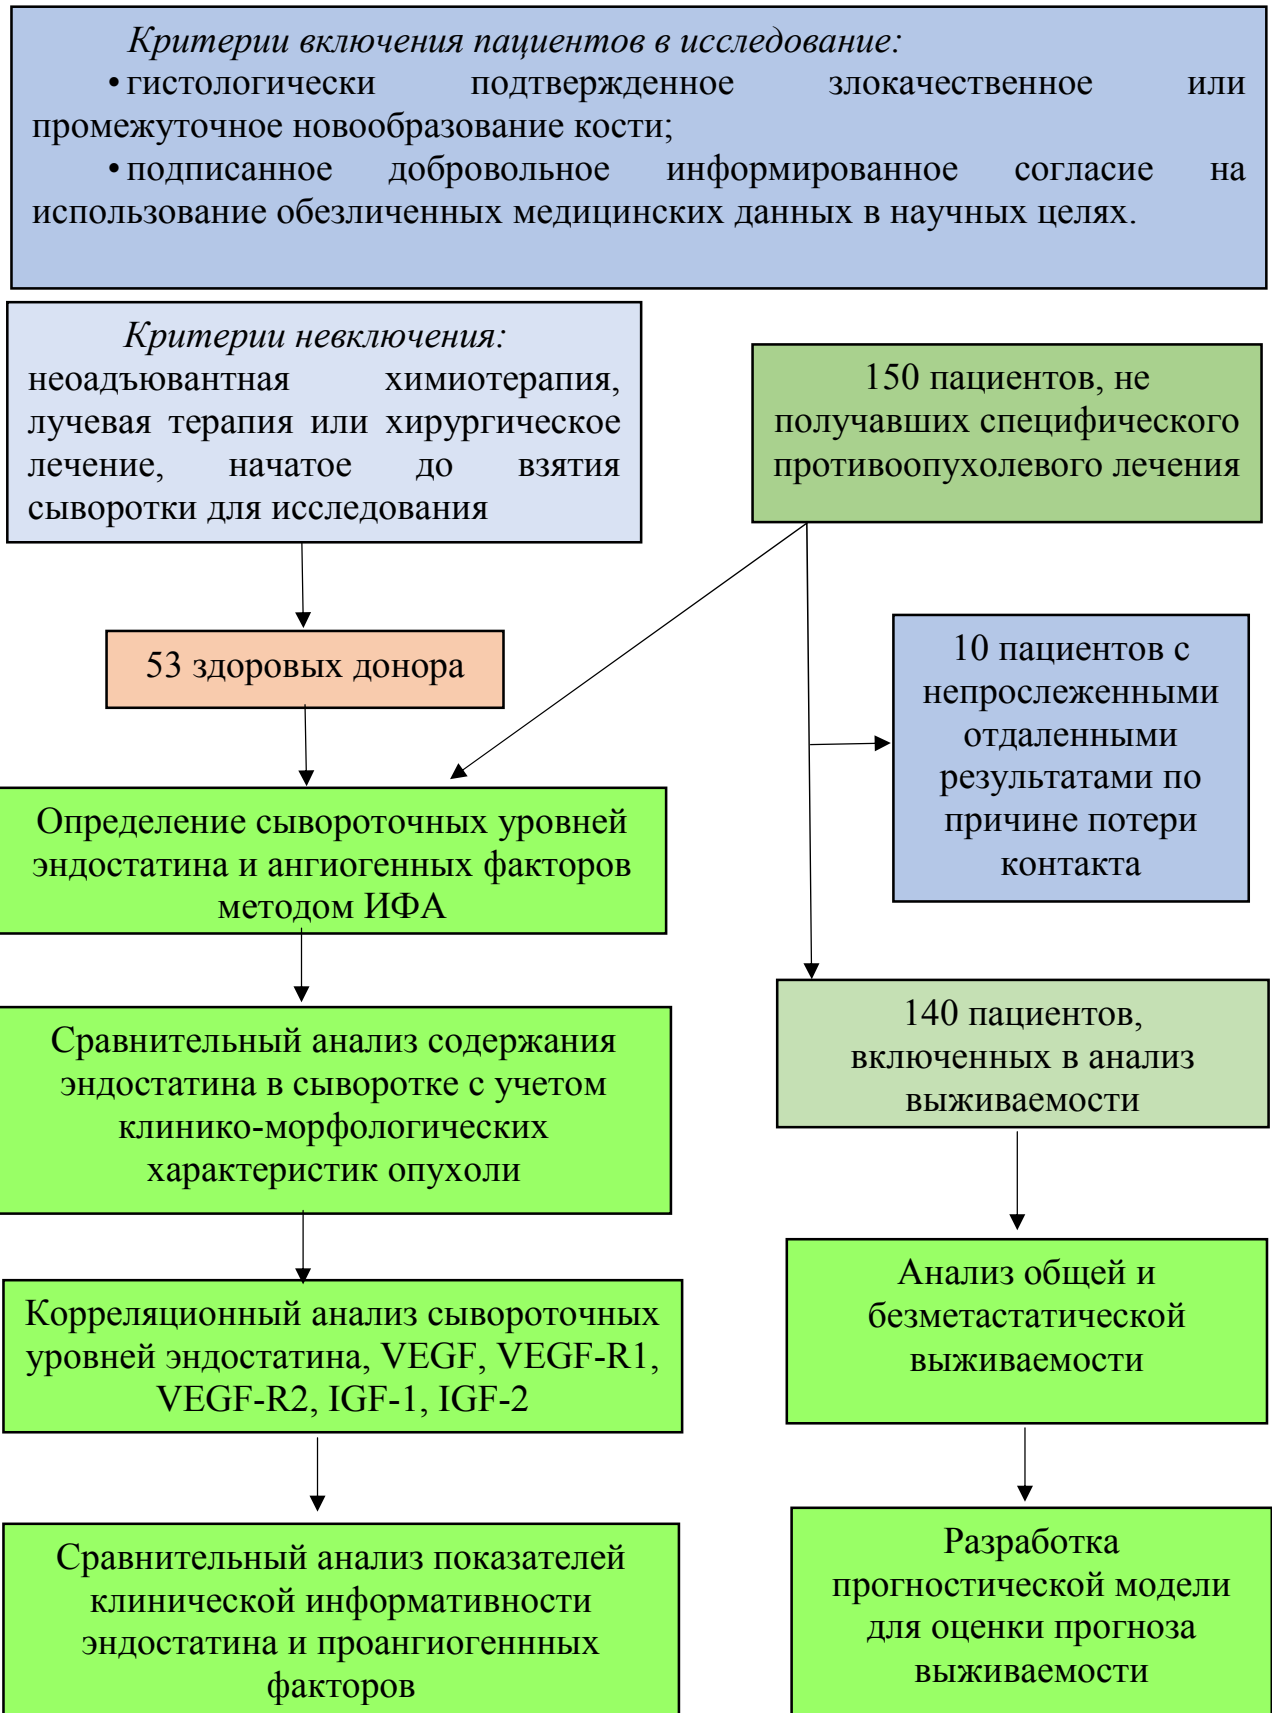 Критерии включения пациентов в исследование:
• гистологически подтвержденное злокачественное или
промежуточное новообразование кости;
• подписанное добровольное информированное согласие на
использование обезличенных медицинских данных в научных целях.
Критерии невключения:
неоадъювантная химиотерапия,
лучевая терапия или хирургическое
лечение, начатое до взятия
сыворотки для исследования
150 пациентов, не
получавших специфического
противоопухолевого лечения
53 здоровых донора
10 пациентов с
непрослеженными
отдаленными
результатами по
причине потери
контакта
Определение сывороточных уровней
эндостатина и ангиогенных факторов
методом ИФА
140 пациентов,
включенных в анализ
выживаемости
Сравнительный анализ содержания
эндостатина в сыворотке с учетом
клинико-морфологических
характеристик опухоли
Анализ общей и
безметастатической
выживаемости
Корреляционный анализ сывороточных
уровней эндостатина, VEGF, VEGF-R1,
VEGF-R2, IGF-1, IGF-2
Сравнительный анализ показателей
клинической информативности
эндостатина и проангиогеннных
факторов
Разработка
прогностической модели
для оценки прогноза
выживаемости